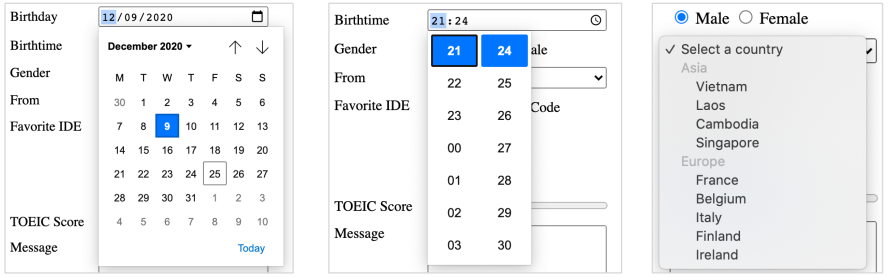 Birthday 12/09/2020
Birthtime
Gender
From
Favorite IDE
TOEIC Score
Message
December 2020
M T W T F S S
30 1 2 3 4 5 6
7 8 9 10 11 12 13
14 15 16 17 18 19 20
21 22 23 24 25 26 27
28 29 30 31 1 2 3
4 5 6 7 8 9 10
Today
Birthtime 21:24
Gender ale
From
Favorite IDE Code
TOEIC Score
Message
21 24
22 25
23 26
00 27
01 28
02 29
03 30
Male Female
Select a country
Asia
Vietnam
Laos
Cambodia
Singapore
Europe
France
Belgium
Italy
Finland
Ireland